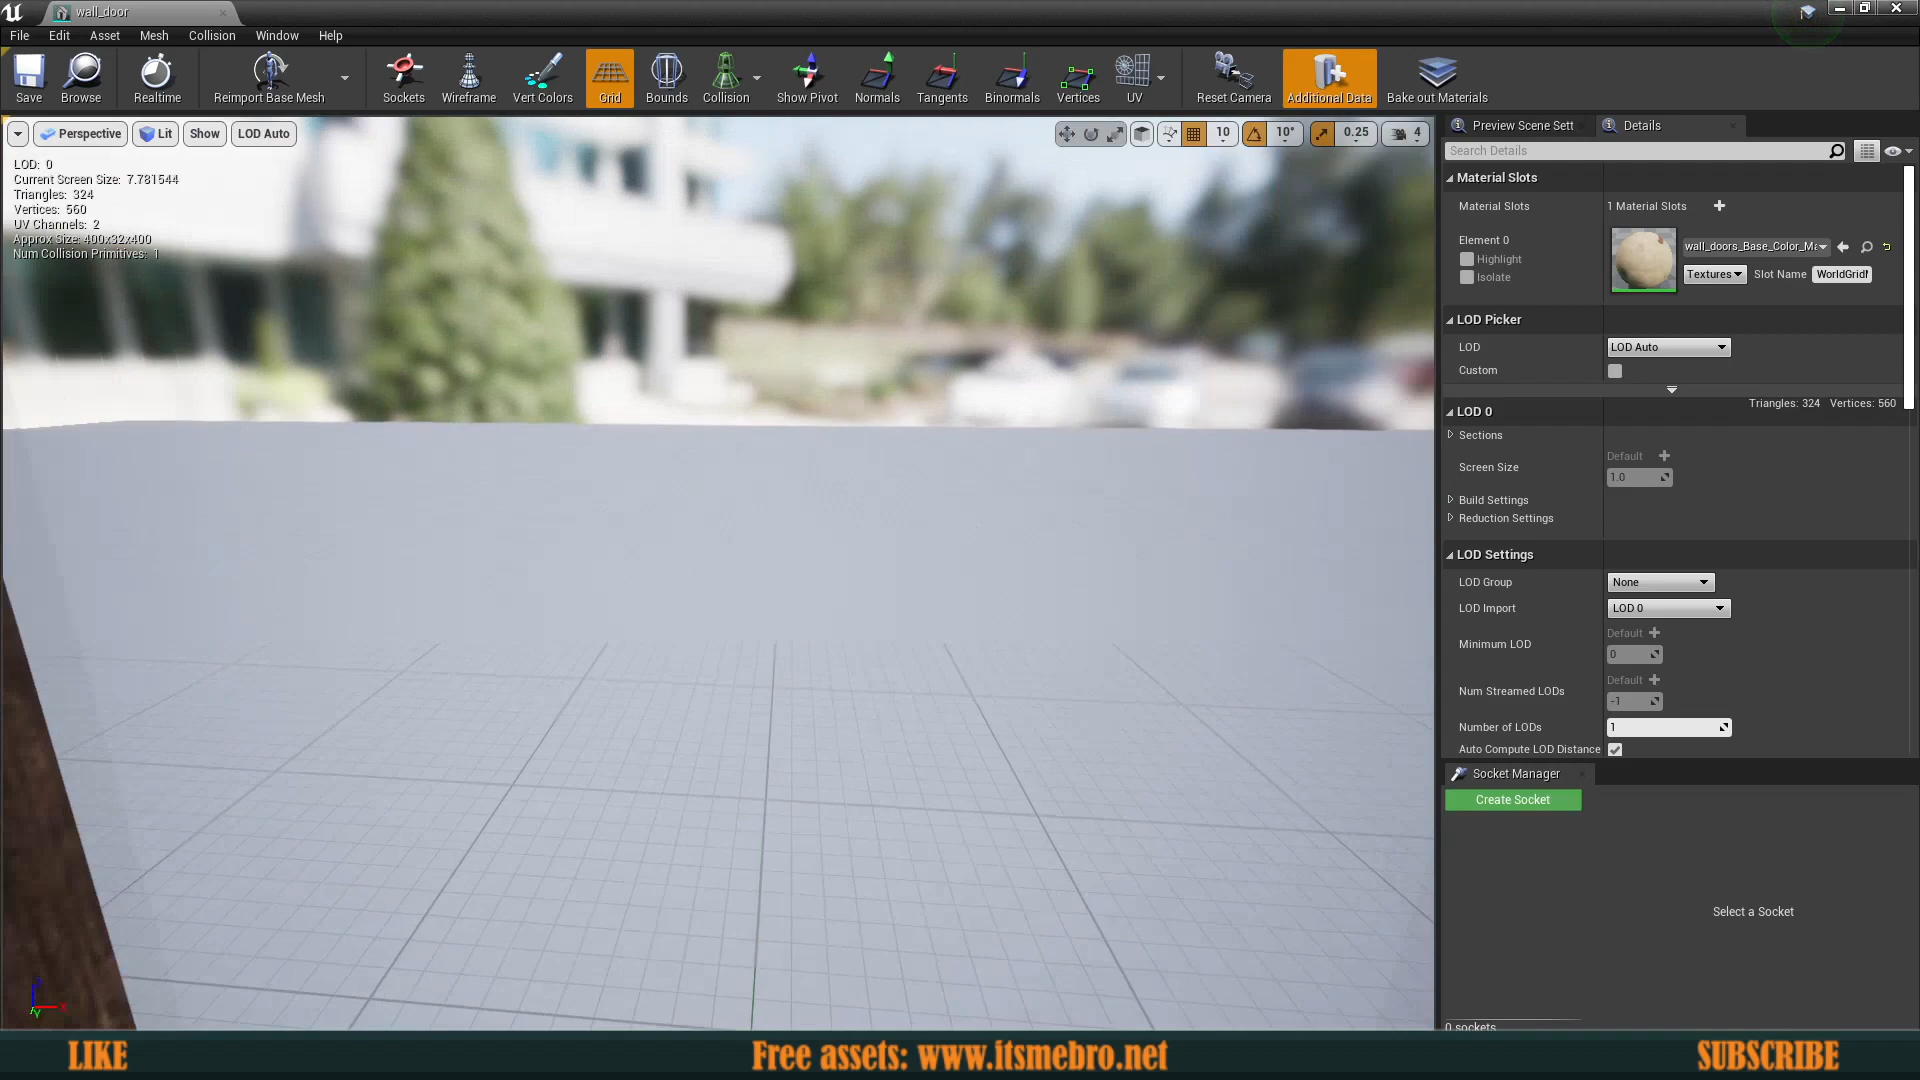 wall_door
File Edit Asset Mesh Collision Window Help
Save Browse Realtime Reimport Base Mesh Sockets Wireframe Vert Colors Grid Bounds Collision Show Pivot Normals Tangents Binormals Vertices UV Reset Camera Additional Data Bake out Materials
Perspective Lit Show LOD Auto 10 10° 0.25 4
LOD: 0
Current Screen Size: 7.781544
Triangles: 324
Vertices: 560
UV Channels: 2
Approx Size: 400x32x400
Num Collision Primitives: 1
Preview Scene Sett Details
Search Details
Material Slots
Material Slots 1 Material Slots
Element 0
Highlight
Isolate
wall_doors_Base_Color_Ma
Textures Slot Name WorldGridM
LOD Picker
LOD LOD Auto
Custom
LOD 0 Triangles: 324 Vertices: 560
Sections
Screen Size Default
1.0
Build Settings
Reduction Settings
LOD Settings
LOD Group None
LOD Import LOD 0
Minimum LOD Default
0
Num Streamed LODs Default
-1
Number of LODs 1
Auto Compute LOD Distance
Socket Manager
Create Socket
Select a Socket
0 sockets
X
Y
Z
LIKE Free assets: www.itsmebro.net SUBSCRIBE